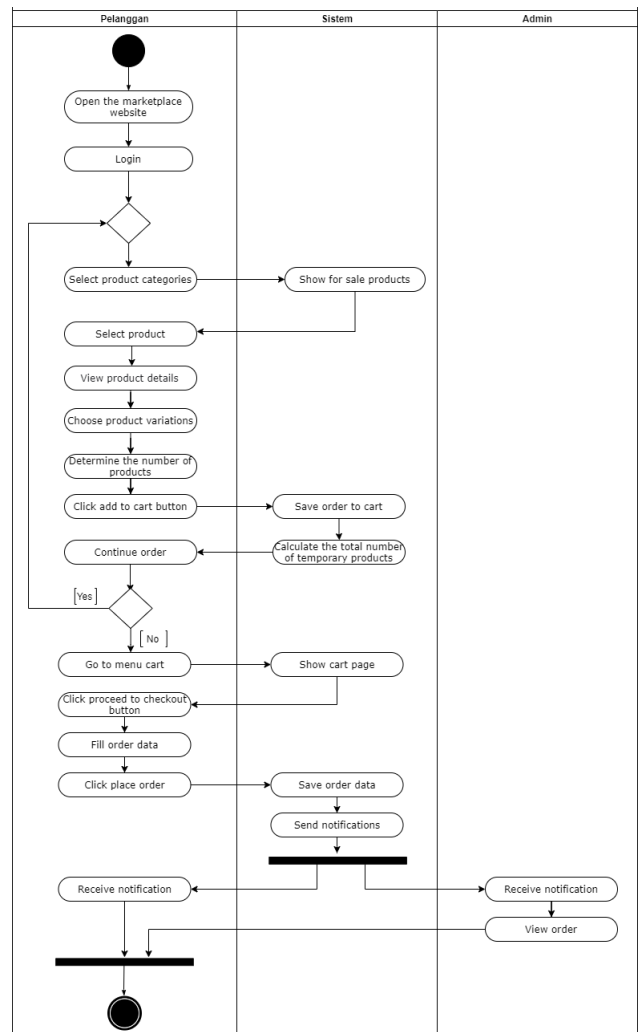 Pelanggan
Sistem
Admin
Open the marketplace
website
Login
Select product categories
Show for sale products
Select product
View product details
Choose product variations
Determine the number of
products
Click add to cart button
Save order to cart
Continue order
Calculate the total number
of temporary products
[Yes]
[ No ]
Go to menu cart
Show cart page
Click proceed to checkout
button
Fill order data
Click place order
Save order data
Send notifications
Receive notification
Receive notification
View order